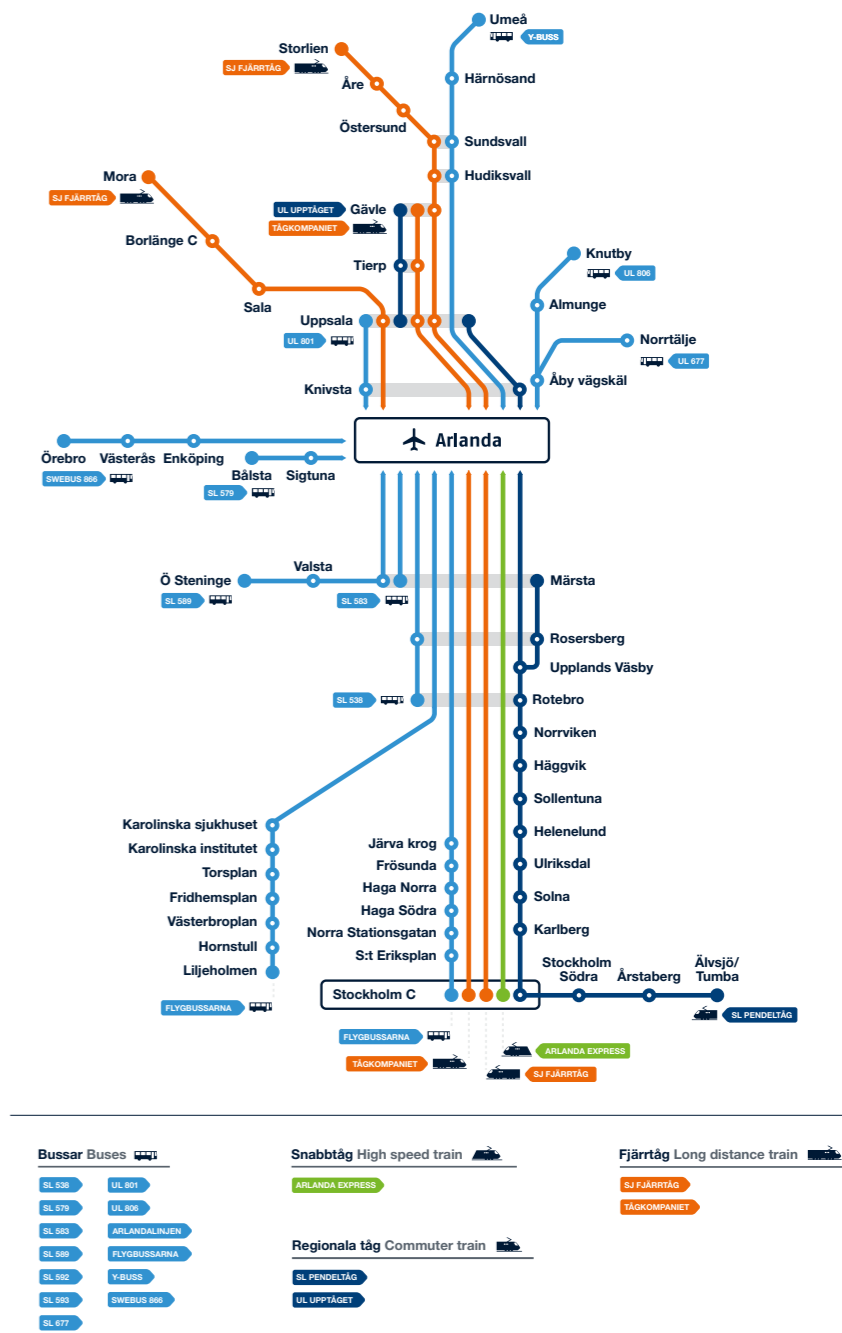 Umeå
Y-BUSS
Storlien
SJ FJÄRRTÅG
Härnösand
Åre
Östersund
Sundsvall
Mora
SJ FJÄRRTÅG
Hudiksvall
UL UPPTÅGET
Gävle
TÅGKOMPANIET
Borlänge C
Knutby
UL 806
Tierp
Sala
Almunge
Uppsala
UL 801
Norrtälje
UL 677
Knivsta
Åby vägskäl
Arlanda
Örebro
Västerås
Enköping
SWEBUS 866
Bålsta
Sigtuna
SL 579
Valsta
Ö Steninge
Märsta
SL 589
SL 583
Rosersberg
Upplands Väsby
SL 538
Rotebro
Norrviken
Häggvik
Sollentuna
Karolinska sjukhuset
Helenelund
Järva krog
Karolinska institutet
Frösunda
Ulriksdal
Torsplan
Haga Norra
Fridhemsplan
Solna
Haga Södra
Västerbroplan
Norra Stationsgatan
Karlberg
Hornstull
S:t Eriksplan
Liljeholmen
Stockholm
Södra
Årstaberg
Älvsjö/
Tumba
Stockholm C
FLYGBUSSARNA
SL PENDELTÅG
FLYGBUSSARNA
ARLANDA EXPRESS
TÅGKOMPANIET
SJ FJÄRRTÅG
Bussar Buses
SL 538
UL 801
SL 579
UL 806
SL 583
ARLANDALINJEN
SL 589
FLYGBUSSARNA
SL 592
Y-BUSS
SL 593
SWEBUS 866
SL 677
Snabbtåg High speed train
ARLANDA EXPRESS
Regionala tåg Commuter train
SL PENDELTÅG
UL UPPTÅGET
Fjärrtåg Long distance train
SJ FJÄRRTÅG
TÅGKOMPANIET